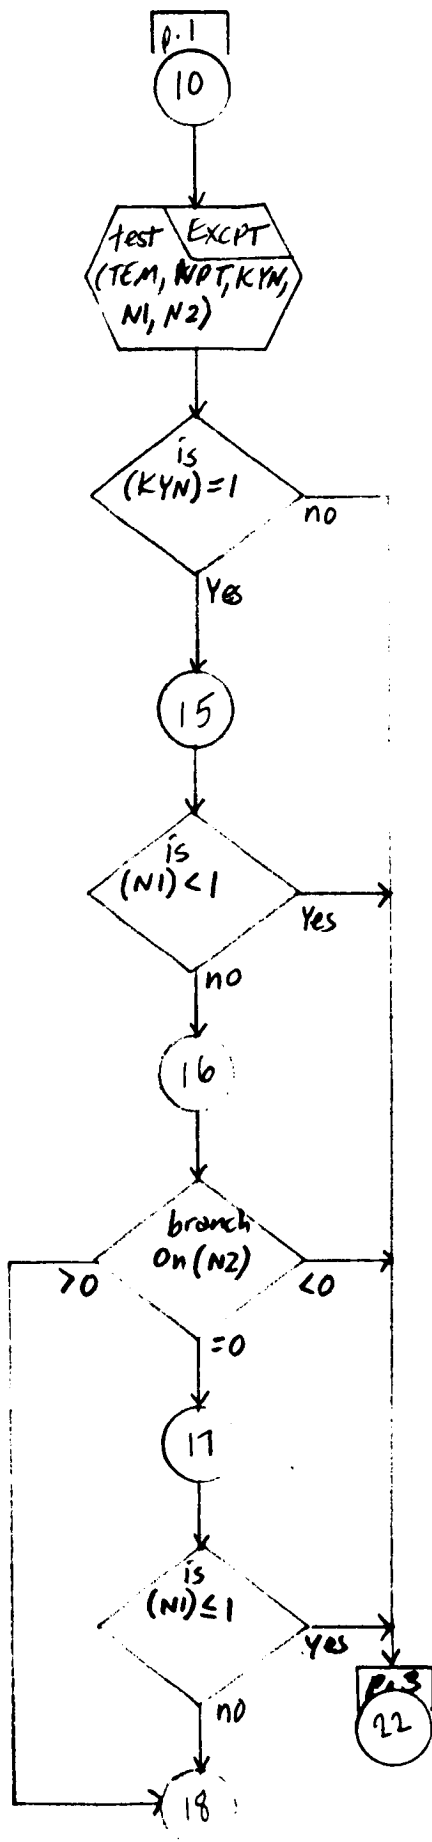 p.1
10
test EXCPT
(TEM, NPT, KYN,
N1, N2)
is
(KYN)=1
no
Yes
15
is
(N1)<1
Yes
no
16
branch
On (N2)
>0
<0
=0
17
is
(N1)≤1
yes
no
p.3
22
18